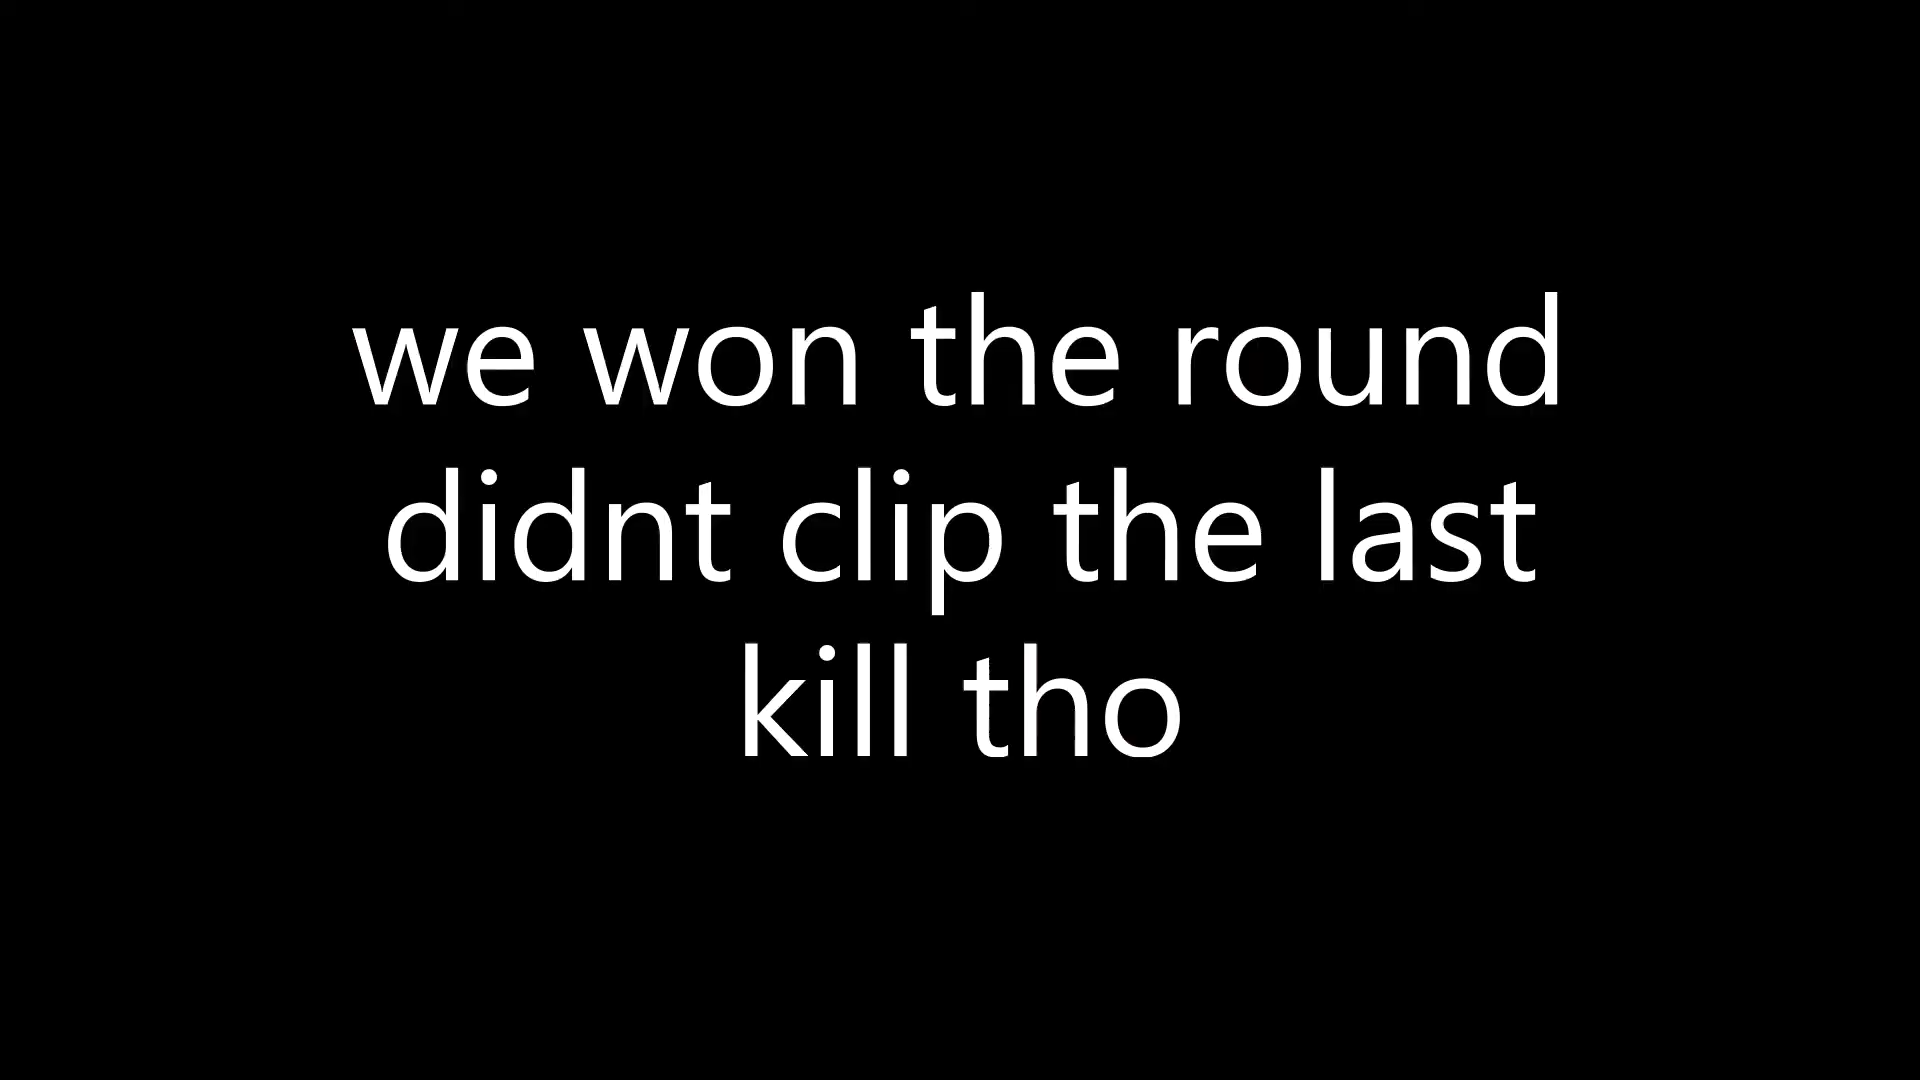 we won the round
didnt clip the last
kill tho